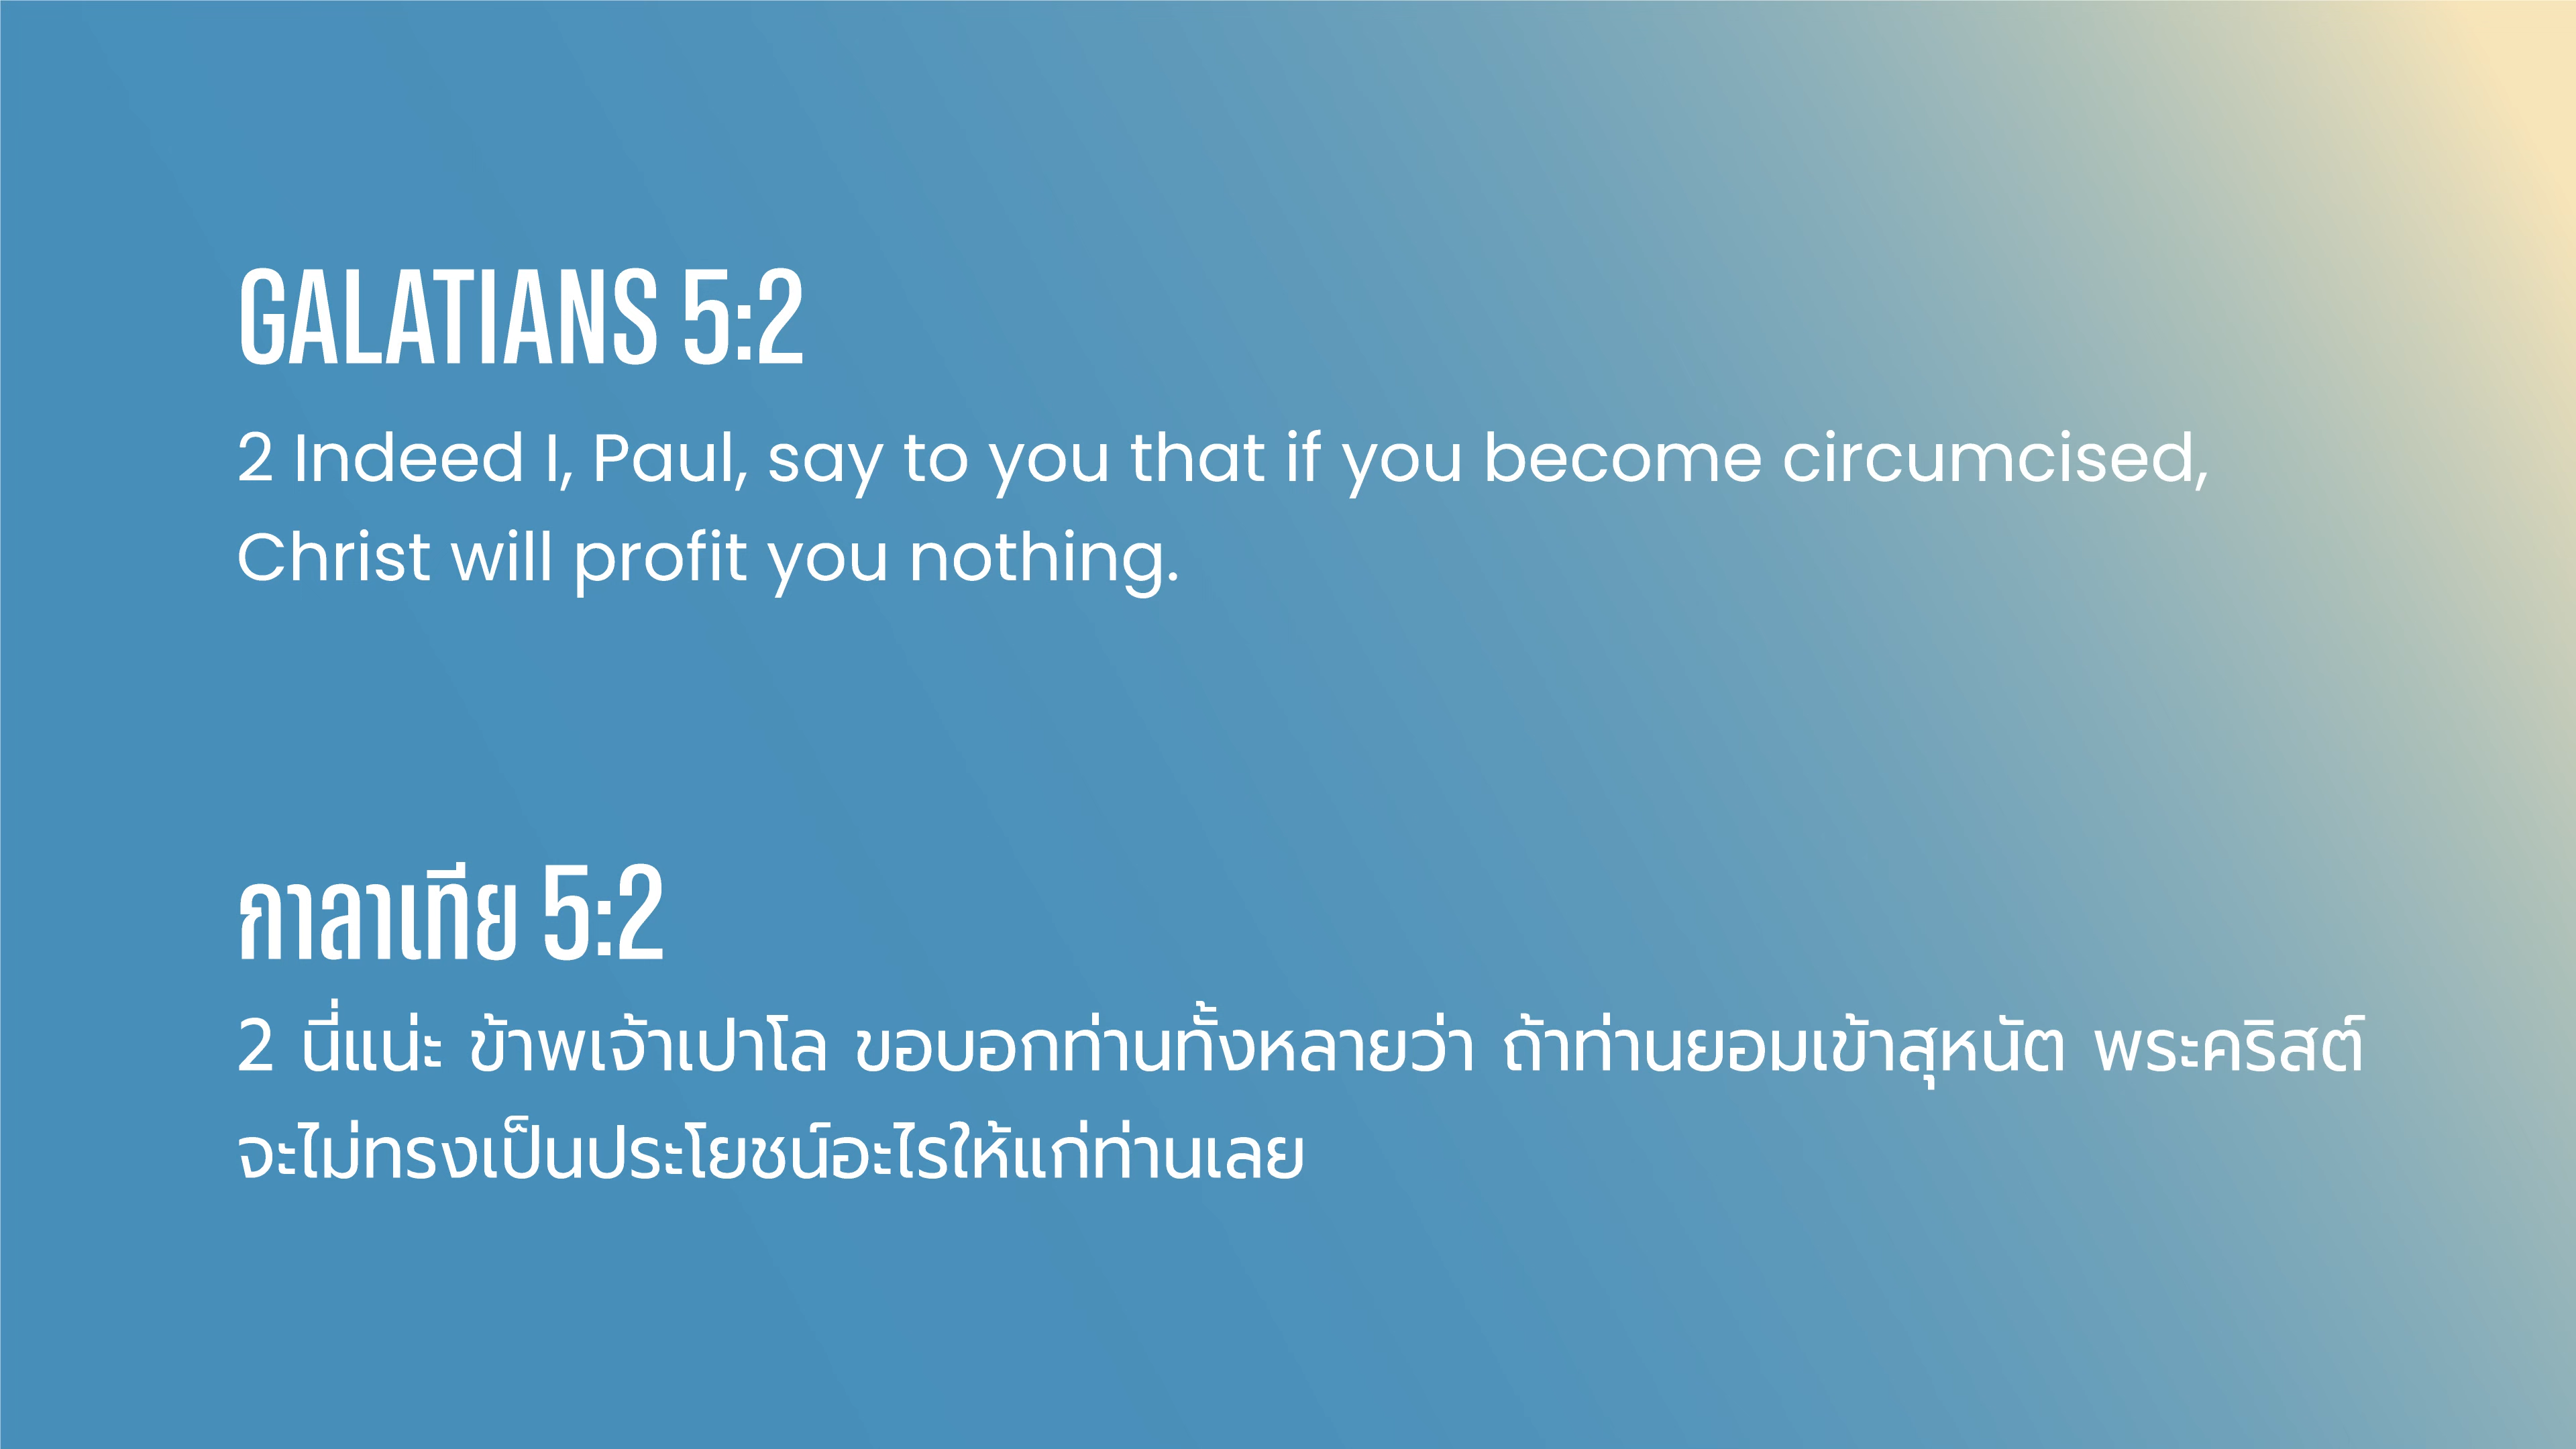 GALATIANS 5:2
2 Indeed I, Paul, say to you that if you become circumcised,
Christ will profit you nothing.
กาลาเทีย 5:2
2 นี่แน่ะ ข้าพเจ้าเปาโล ขอบอกท่านทั้งหลายว่า ถ้าท่านยอมเข้าสุหนัต พระคริสต์
จะไม่ทรงเป็นประโยชน์อะไรให้แก่ท่านเลย